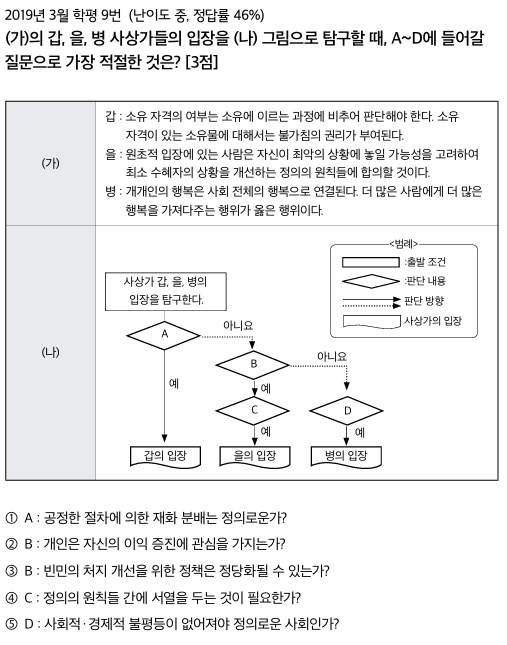 2019년 3월 학평 9번 (난이도 중, 정답률 46%)
(가)의 갑, 을, 병 사상가들의 입장을 (나) 그림으로 탐구할 때, A~D에 들어갈
질문으로 가장 적절한 것은? [3점]
(가)
갑 : 소유 자격의 여부는 소유에 이르는 과정에 비추어 판단해야 한다. 소유
자격이 있는 소유물에 대해서는 불가침의 권리가 부여된다.
을 : 원초적 입장에 있는 사람은 자신이 최악의 상황에 놓일 가능성을 고려하여
최소 수혜자의 상황을 개선하는 정의의 원칙들에 합의할 것이다.
병 : 개개인의 행복은 사회 전체의 행복으로 연결된다. 더 많은 사람에게 더 많은
행복을 가져다주는 행위가 옳은 행위이다.
(나)
<범례>
:출발 조건
:판단 내용
판단 방향
:사상가의 입장
사상가 갑, 을, 병의
입장을 탐구한다.
A
아니요
B
아니요
예
예
C
D
예
예
갑의 입장
을의 입장
병의 입장
① A : 공정한 절차에 의한 재화 분배는 정의로운가?
② B : 개인은 자신의 이익 증진에 관심을 가지는가?
③ B : 빈민의 처지 개선을 위한 정책은 정당화될 수 있는가?
④ C : 정의의 원칙들 간에 서열을 두는 것이 필요한가?
⑤ D : 사회적·경제적 불평등이 없어져야 정의로운 사회인가?